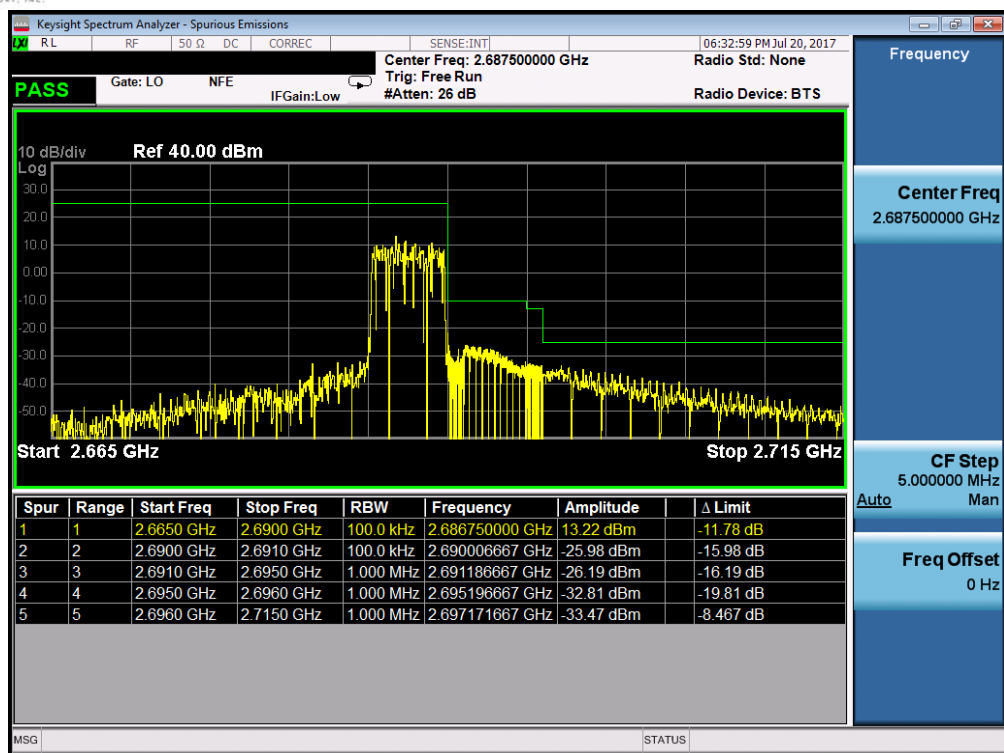 Keysight Spectrum Analyzer - Spurious Emissions
LXI RL RF 50 Ω DC CORREC SENSE:INT 06:32:59 PM Jul 20, 2017
Center Freq: 2.687500000 GHz Radio Std: None
PASS Gate: LO NFE Trig: Free Run
IFGain:Low #Atten: 26 dB Radio Device: BTS
10 dB/div Ref 40.00 dBm
Log
30.0
20.0
10.0
0.00
-10.0
-20.0
-30.0
-40.0
-50.0
Start 2.665 GHz Stop 2.715 GHz
Spur Range Start Freq Stop Freq RBW Frequency Amplitude Δ Limit
1 1 2.6650 GHz 2.6900 GHz 100.0 kHz 2.686750000 GHz 13.22 dBm -11.78 dB
2 2 2.6900 GHz 2.6910 GHz 100.0 kHz 2.690006667 GHz -25.98 dBm -15.98 dB
3 3 2.6910 GHz 2.6950 GHz 1.000 MHz 2.691186667 GHz -26.19 dBm -16.19 dB
4 4 2.6950 GHz 2.6960 GHz 1.000 MHz 2.695196667 GHz -32.81 dBm -19.81 dB
5 5 2.6960 GHz 2.7150 GHz 1.000 MHz 2.697171667 GHz -33.47 dBm -8.467 dB
MSG STATUS
Frequency
Center Freq
2.687500000 GHz
CF Step
5.000000 MHz
Auto Man
Freq Offset
0 Hz